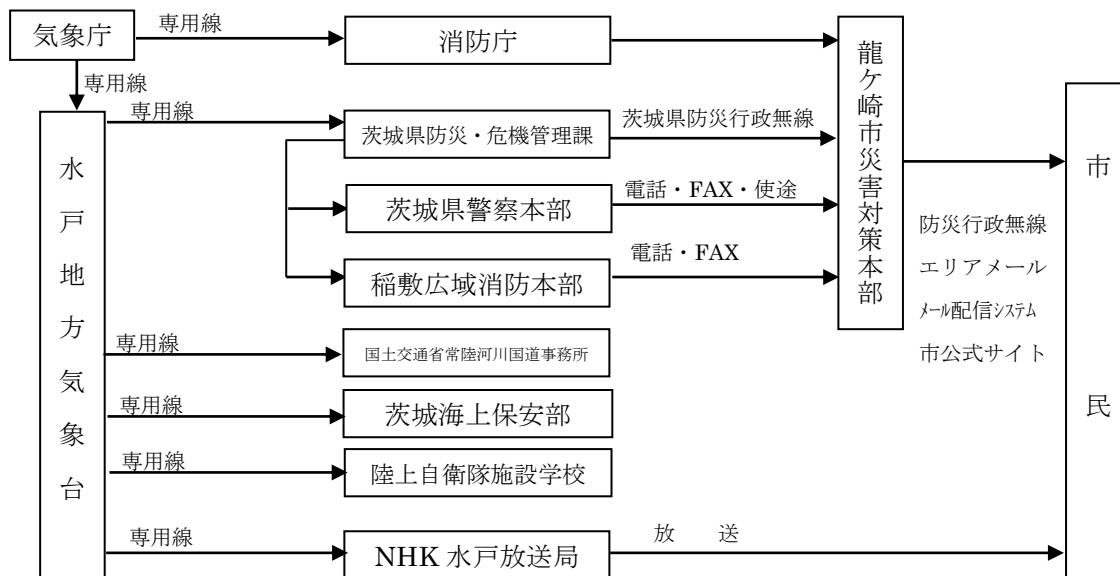 気象庁
専用線
消防庁
専用線
水戸地方気象台
専用線
茨城県防災・危機管理課
茨城県防災行政無線
茨城県警察本部
電話・FAX・使途
稲敷広域消防本部
電話・FAX
龍ケ崎市災害対策本部
防災行政無線
エリアメール
メール配信システム
市公式サイト
市民
専用線
国土交通省常陸河川国道事務所
専用線
茨城海上保安部
専用線
陸上自衛隊施設学校
専用線
NHK 水戸放送局
放 送